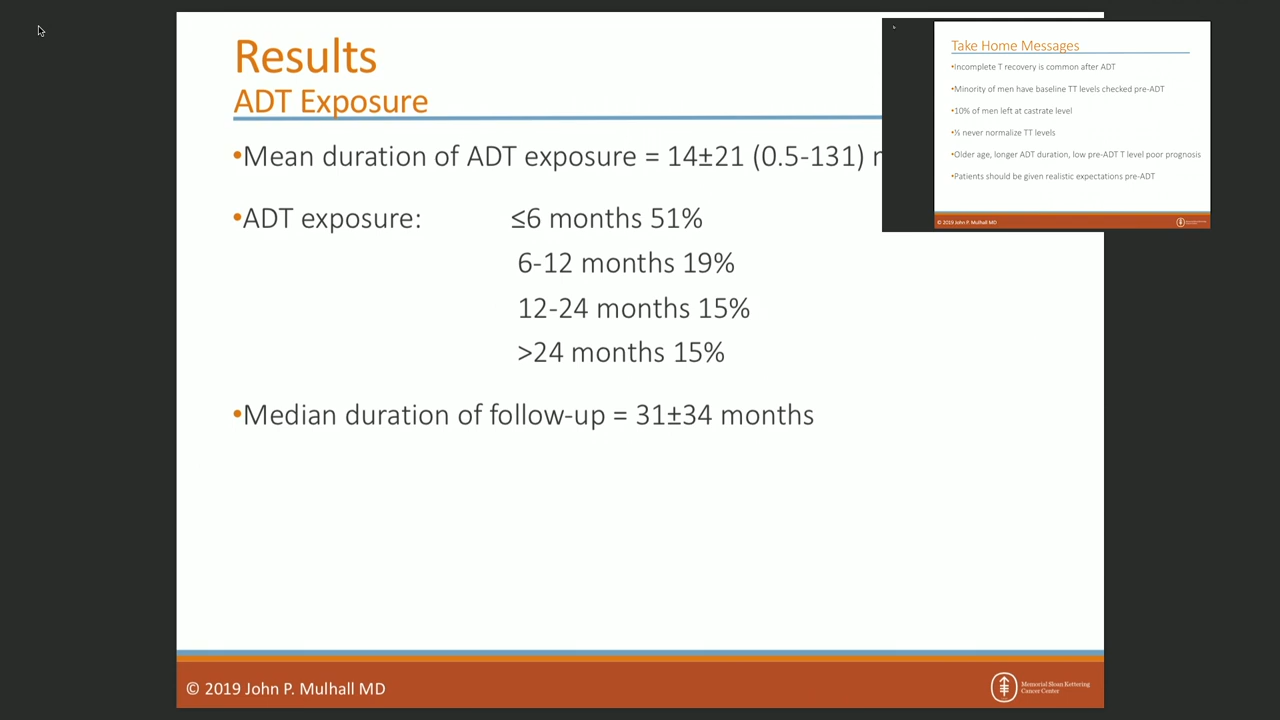 Results
ADT Exposure
•Mean duration of ADT exposure = 14±21 (0.5-131)
•ADT exposure: ≤6 months 51%
6-12 months 19%
12-24 months 15%
>24 months 15%
•Median duration of follow-up = 31±34 months
© 2019 John P. Mulhall MD
Memorial Sloan Kettering
Cancer Center
Take Home Messages
•Incomplete T recovery is common after ADT
•Minority of men have baseline TT levels checked pre-ADT
•10% of men left at castrate level
never normalize TT levels
•Older age, longer ADT duration, low pre-ADT T level poor prognosis
•Patients should be given realistic expectations pre-ADT
© 2019 John P. Mulhall MD